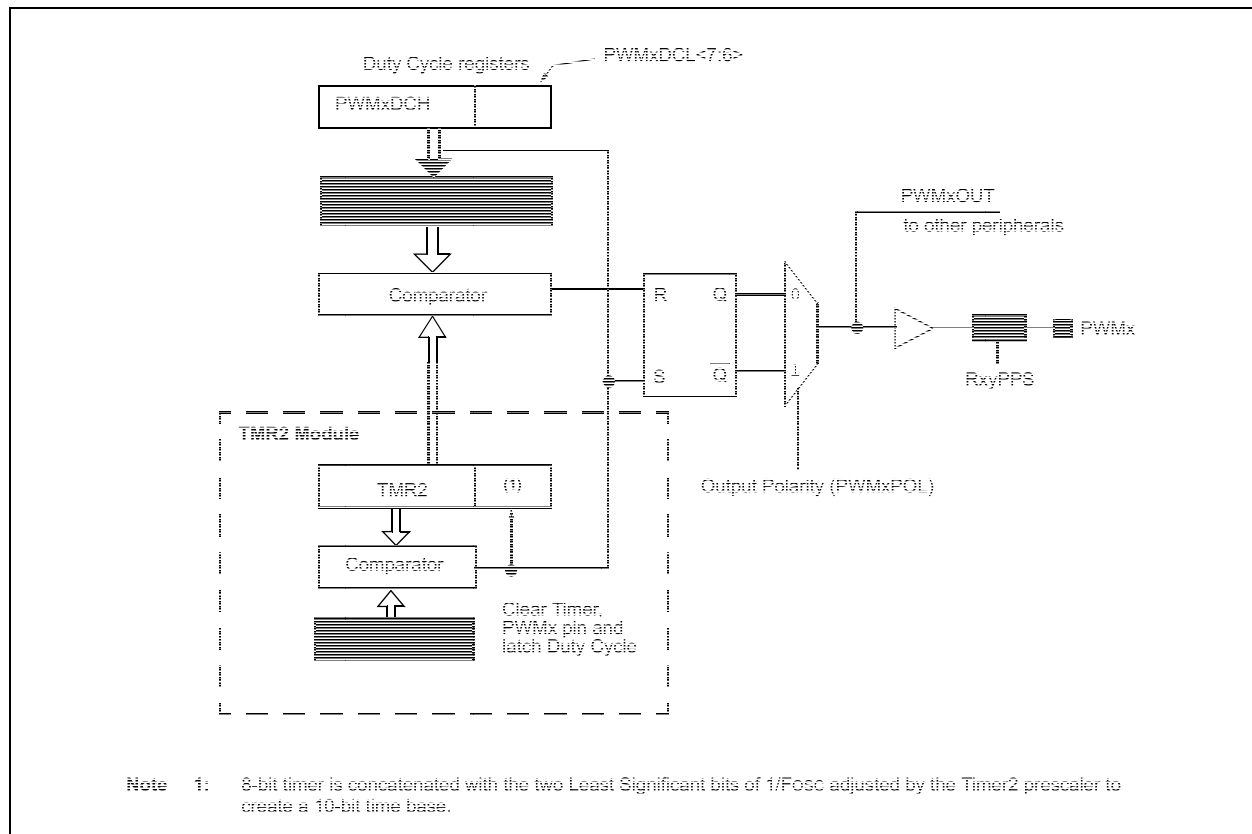 Duty Cycle registers
PWMxDCL<7:6>
PWMxDCH
Comparator
R
Q
S
Q̅
0
1
PWMxOUT
to other peripherals
PWMx
RxyPPS
Output Polarity (PWMxPOL)
TMR2 Module
TMR2
(1)
Comparator
Clear Timer,
PWMx pin and
latch Duty Cycle
Note 1: 8-bit timer is concatenated with the two Least Significant bits of 1/FOSC adjusted by the Timer2 prescaler to
create a 10-bit time base.